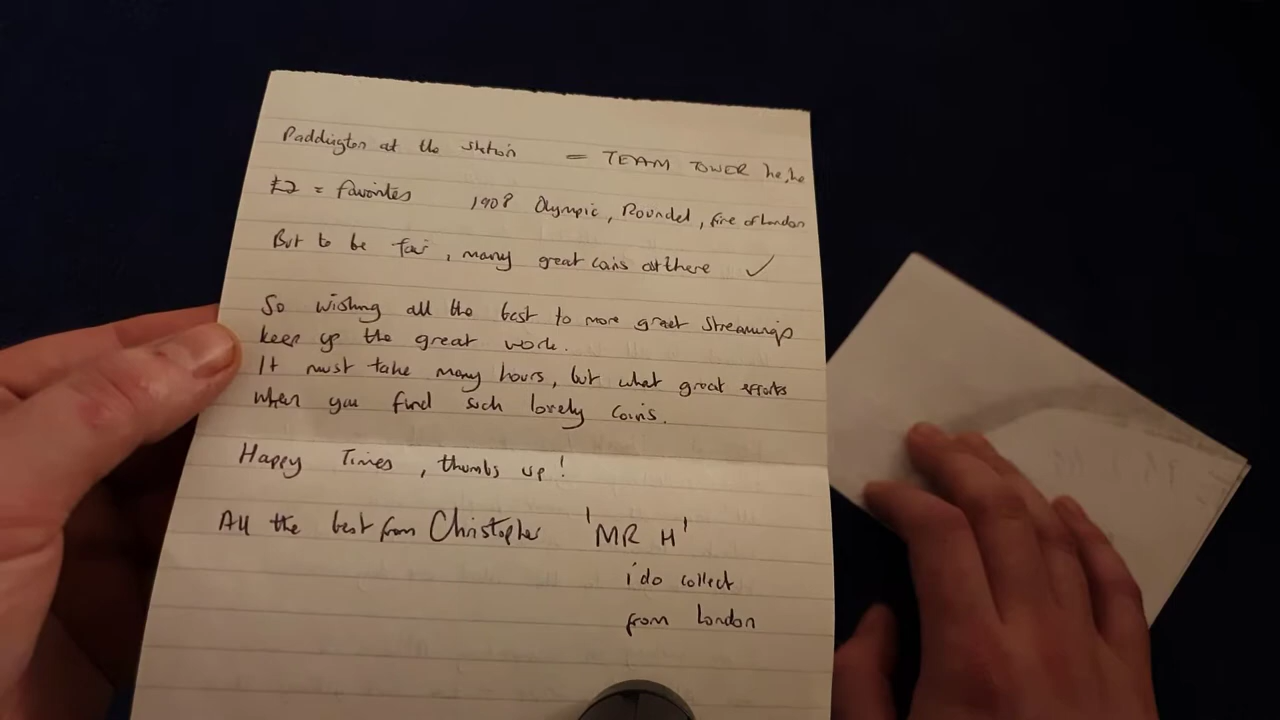 Paddington at the station = TEAM TOWER he,he
£2 = favorites 1908 Olympic, Roundel, fire of London
But to be fair, many great coins out there ✓
So wishing all the best to more great streamings
keep up the great work.
It must take many hours, but what great efforts
when you find such lovely coins.
Happy Times, thumbs up!
All the best from Christopher 'MR H'
i do collect
from London